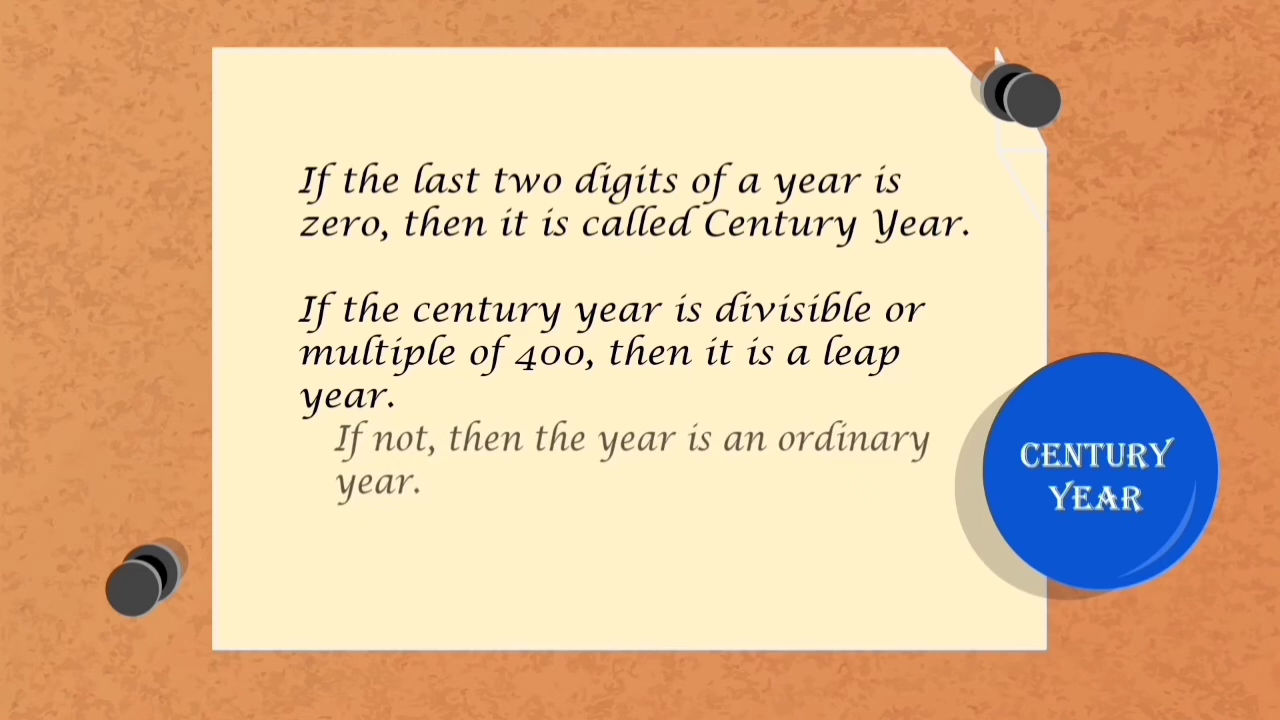 If the last two digits of a year is
zero, then it is called Century Year.
If the century year is divisible or
multiple of 400, then it is a leap
year.
If not, then the year is an ordinary
year.
CENTURY
YEAR